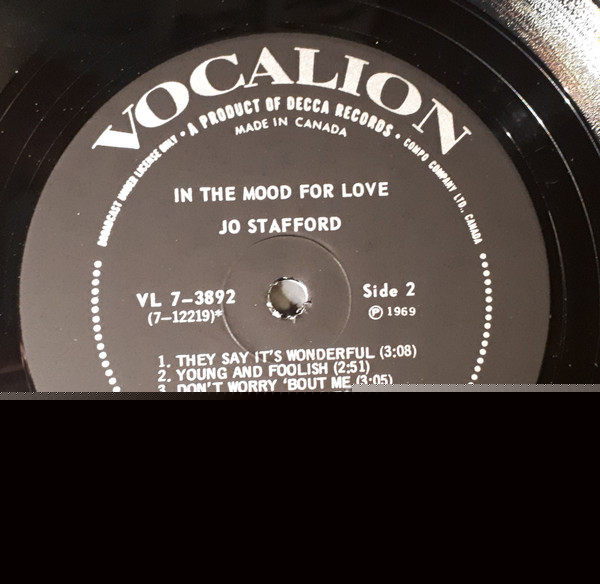 VOCALION
• A PRODUCT OF DECCA RECORDS •
BROADCAST UNDER LICENSE ONLY
COMPO COMPANY LTD., CANADA
MADE IN CANADA
IN THE MOOD FOR LOVE
JO STAFFORD
VL 7-3892
(7-12219)*
Side 2
℗ 1969
1. THEY SAY IT'S WONDERFUL (3:08)
2. YOUNG AND FOOLISH (2:51)
3. DON'T WORRY 'BOUT ME (3:05)